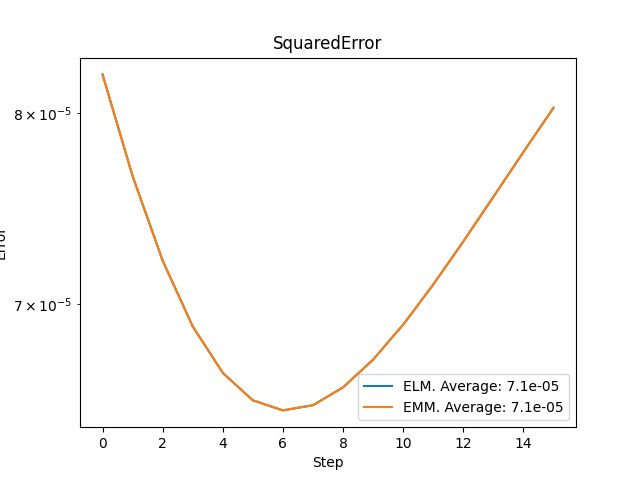 SquaredError
8 × 10⁻⁵
7 × 10⁻⁵
Error
ELM. Average: 7.1e-05
EMM. Average: 7.1e-05
0 2 4 6 8 10 12 14
Step